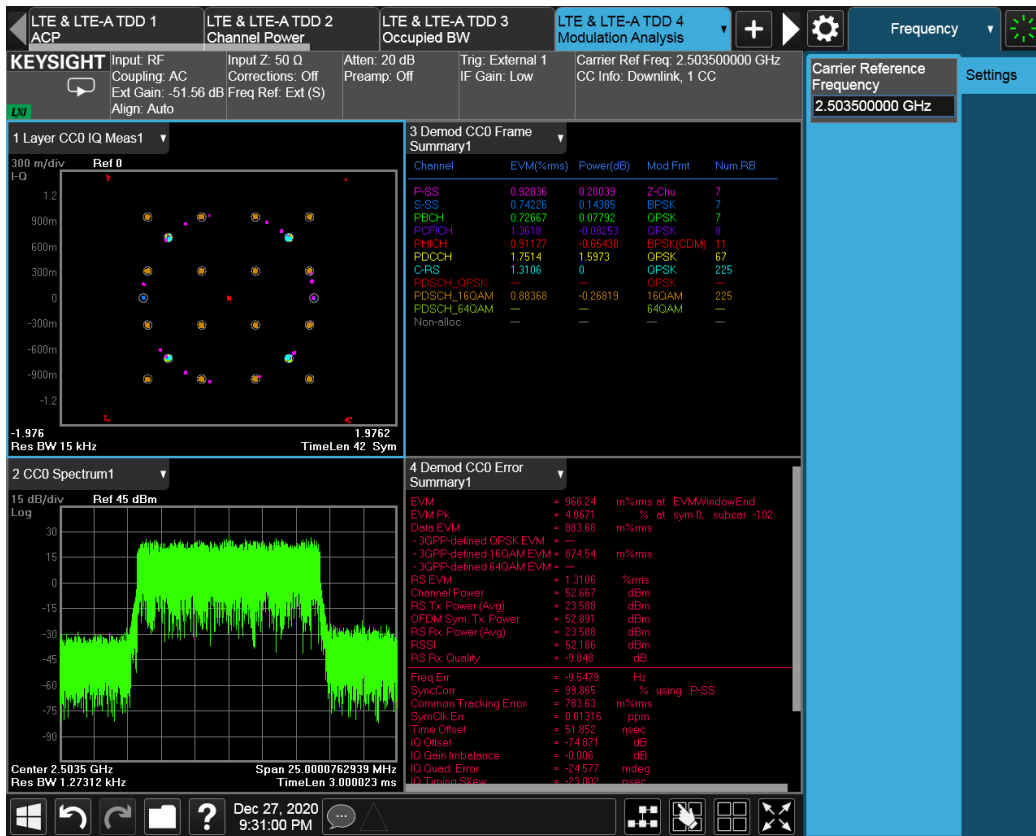 LTE & LTE-A TDD 1
ACP
LTE & LTE-A TDD 2
Channel Power
LTE & LTE-A TDD 3
Occupied BW
LTE & LTE-A TDD 4
Modulation Analysis
Frequency
KEYSIGHT
LXI
Input: RF
Coupling: AC
Ext Gain: -51.56 dB
Align: Auto
Input Z: 50 Ω
Corrections: Off
Freq Ref: Ext (S)
Atten: 20 dB
Preamp: Off
Trig: External 1
IF Gain: Low
Carrier Ref Freq: 2.503500000 GHz
CC Info: Downlink, 1 CC
Carrier Reference
Frequency
2.503500000 GHz
Settings
1 Layer CC0 IQ Meas1
300 m/div Ref 0
I-Q
1.2
900m
600m
300m
0
-300m
-600m
-900m
-1.2
-1.976 1.9762
Res BW 15 kHz TimeLen 42 Sym
3 Demod CC0 Frame
Summary1
Channel EVM(%rms) Power(dB) Mod.Fmt Num.RB
P-SS 0.92836 0.20039 Z-Chu 7
S-SS 0.74226 0.14385 BPSK 7
PBCH 0.72667 0.07792 QPSK 7
PCFICH 1.3618 -0.08253 QPSK 8
PHICH 0.91177 -0.65438 BPSK(CDM) 11
PDCCH 1.7514 1.5973 QPSK 67
C-RS 1.3106 0 QPSK 225
PDSCH_QPSK — — QPSK —
PDSCH_16QAM 0.88368 -0.26819 16QAM 225
PDSCH_64QAM — — 64QAM —
Non-alloc — — —
2 CC0 Spectrum1
15 dB/div Ref 45 dBm
Log
30
15
0
-15
-30
-45
-60
-75
-90
Center 2.5035 GHz Span 25.0000762939 MHz
Res BW 1.27312 kHz TimeLen 3.000023 ms
4 Demod CC0 Error
Summary1
EVM = 966.24 m%rms at EVMWindowEnd
EVM Pk = 4.0671 % at sym 0, subcar -102
Data EVM = 883.68 m%rms
- 3GPP-defined QPSK EVM = —
- 3GPP-defined 16QAM EVM = 874.54 m%rms
- 3GPP-defined 64QAM EVM = —
RS EVM = 1.3106 %rms
Channel Power = 52.667 dBm
RS Tx. Power (Avg) = 23.588 dBm
OFDM Sym. Tx. Power = 52.891 dBm
RS Rx. Power (Avg) = 23.588 dBm
RSSI = 52.186 dBm
RS Rx. Quality = -9.848 dB
Freq Err = -9.5479 Hz
SyncCorr = 99.865 % using P-SS
Common Tracking Error = 783.63 m%rms
SymClk Err = 0.01316 ppm
Time Offset = 51.852 nsec
IQ Offset = -74.871 dB
IQ Gain Imbalance = -0.006 dB
IQ Quad. Error = -24.577 mdeg
IQ Timing Skew = -23.002 psec
?
Dec 27, 2020
9:31:00 PM